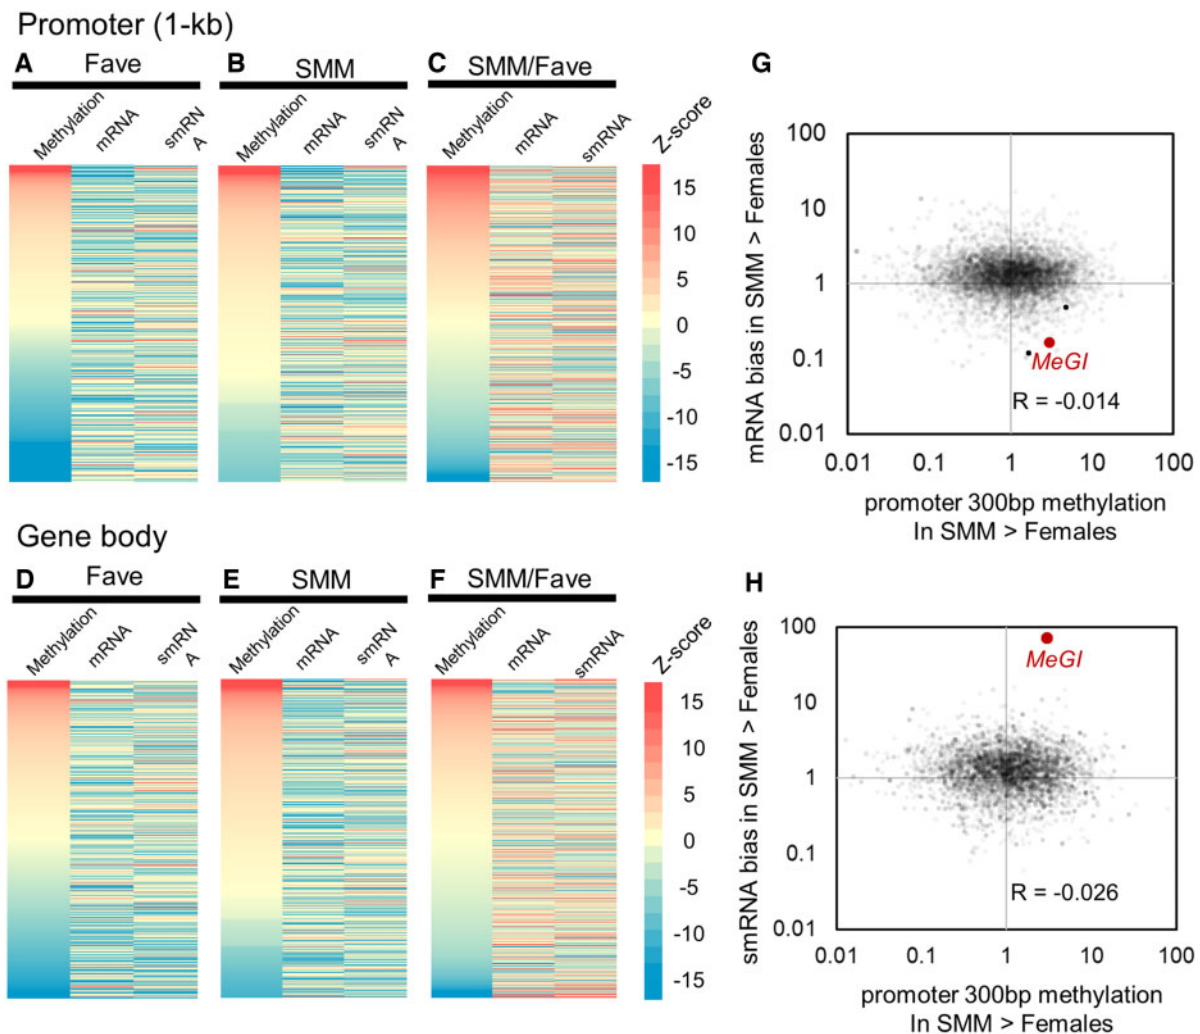 Promoter (1-kb)
A Fave
B SMM
C SMM/Fave
Methylation
mRNA
smRN
A
Methylation
mRNA
smRN
A
Methylation
mRNA
smRNA
Z-score
15
10
5
0
-5
-10
-15
G
mRNA bias in SMM > Females
100
10
1
0.1
0.01
MeGI
R = -0.014
0.01 0.1 1 10 100
promoter 300bp methylation
In SMM > Females
Gene body
D Fave
E SMM
F SMM/Fave
Methylation
mRNA
smRN
A
Methylation
mRNA
smRN
A
Methylation
mRNA
smRNA
Z-score
15
10
5
0
-5
-10
-15
H
smRNA bias in SMM > Females
100
10
1
0.1
0.01
MeGI
R = -0.026
0.01 0.1 1 10 100
promoter 300bp methylation
In SMM > Females